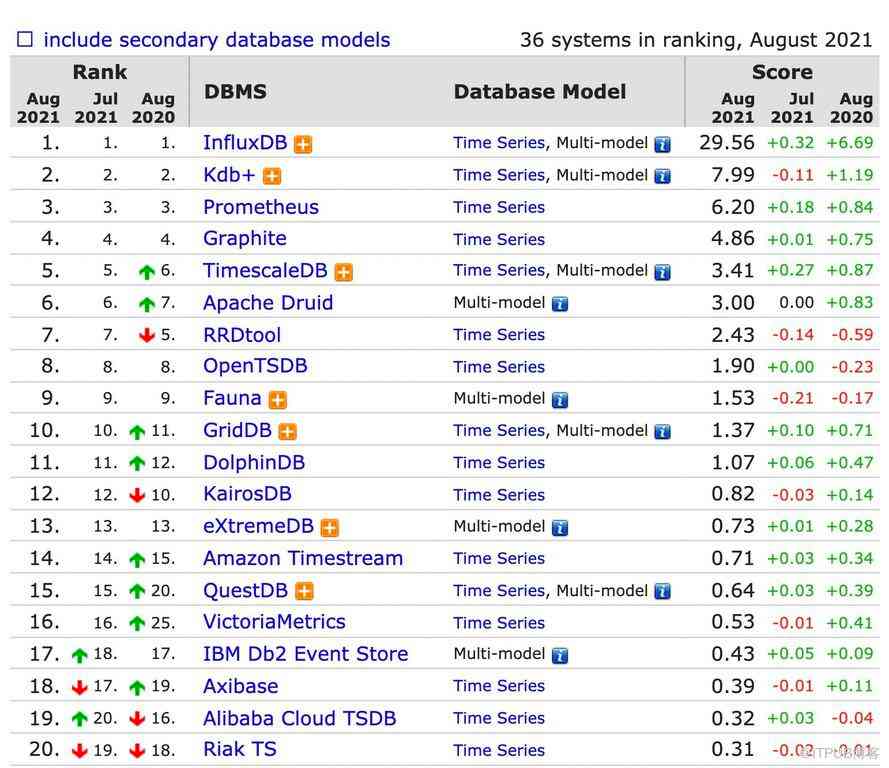 include secondary database models 36 systems in ranking, August 2021
Rank Score
DBMS Database Model
Aug Jul Aug Aug Jul Aug
2021 2021 2020 2021 2021 2020
1. 1. 1. InfluxDB Time Series, Multi-model 29.56 +0.32 +6.69
2. 2. 2. Kdb+ Time Series, Multi-model 7.99 -0.11 +1.19
3. 3. 3. Prometheus Time Series 6.20 +0.18 +0.84
4. 4. 4. Graphite Time Series 4.86 +0.01 +0.75
5. 5. 6. TimescaleDB Time Series, Multi-model 3.41 +0.27 +0.87
6. 6. 7. Apache Druid Multi-model 3.00 0.00 +0.83
7. 7. 5. RRDtool Time Series 2.43 -0.14 -0.59
8. 8. 8. OpenTSDB Time Series 1.90 +0.00 -0.23
9. 9. 9. Fauna Multi-model 1.53 -0.21 -0.17
10. 10. 11. GridDB Time Series, Multi-model 1.37 +0.10 +0.71
11. 11. 12. DolphinDB Time Series 1.07 +0.06 +0.47
12. 12. 10. KairosDB Time Series 0.82 -0.03 +0.14
13. 13. 13. eXtremeDB Multi-model 0.73 +0.01 +0.28
14. 14. 15. Amazon Timestream Time Series 0.71 +0.03 +0.34
15. 15. 20. QuestDB Time Series, Multi-model 0.64 +0.03 +0.39
16. 16. 25. VictoriaMetrics Time Series 0.53 -0.01 +0.41
17. 18. 17. IBM Db2 Event Store Multi-model 0.43 +0.05 +0.09
18. 17. 19. Axibase Time Series 0.39 -0.01 +0.11
19. 20. 16. Alibaba Cloud TSDB Time Series 0.32 +0.03 -0.04
20. 19. 18. Riak TS Time Series 0.31 -0.02 -0.01
@ITPUB博客